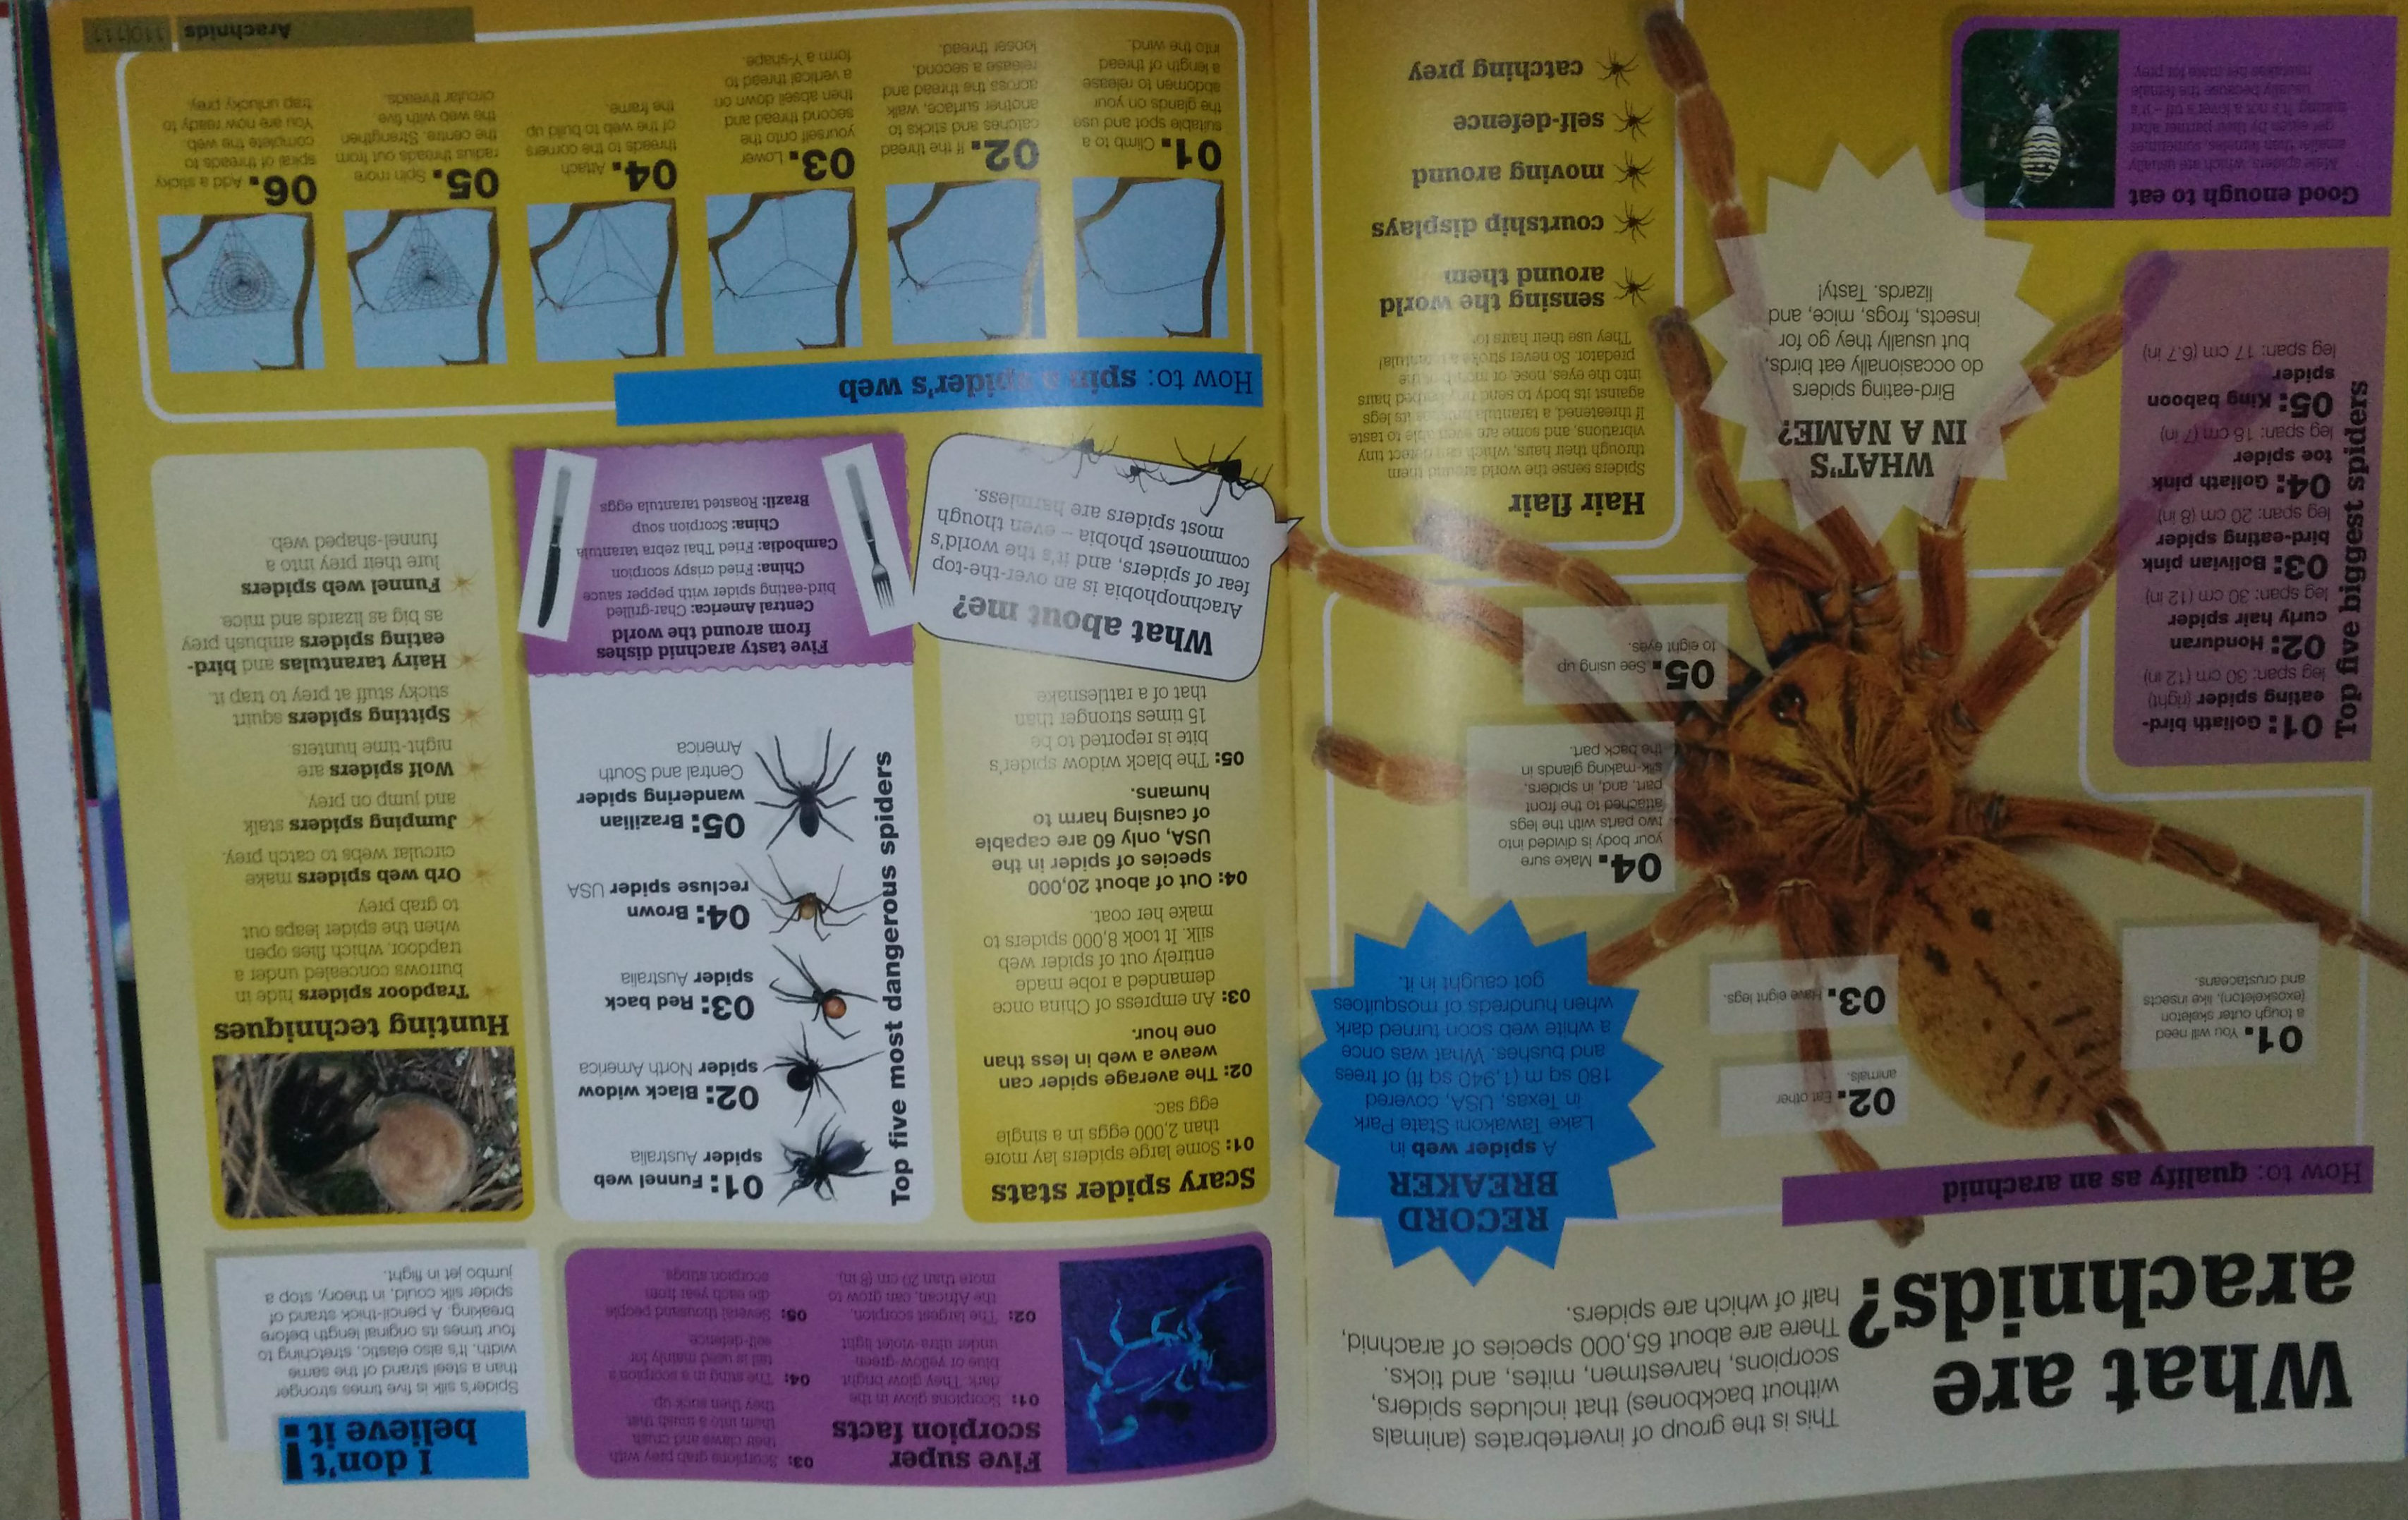 What are
arachnids?
This is the group of invertebrates (animals
without backbones) that includes spiders,
scorpions, harvestmen, mites, and ticks.
There are about 65,000 species of arachnid,
half of which are spiders.
How to: qualify as an arachnid
01. You will need
a tough outer skeleton
(exoskeleton), like insects
and crustaceans.
02. Eat other
animals.
03. Have eight legs.
04. Make sure
your body is divided into
two parts with the legs
attached to the front
part, and, in spiders,
silk-making glands in
the back part.
05. See using up
to eight eyes.
RECORD
BREAKER
A spider web in
Lake Tawakoni State Park
in Texas, USA, covered
180 sq m (1,940 sq ft) of trees
and bushes. What was once
a white web soon turned dark
when hundreds of mosquitoes
got caught in it.
Top five biggest spiders
01: Goliath bird-
eating spider (right)
leg span: 30 cm (12 in)
02: Honduran
curly hair spider
leg span: 30 cm (12 in)
03: Bolivian pink
bird-eating spider
leg span: 20 cm (8 in)
04: Goliath pink
toe spider
leg span: 18 cm (7 in)
05: King baboon
spider
leg span: 17 cm (6.7 in)
WHAT'S
IN A NAME?
Bird-eating spiders
do occasionally eat birds,
but usually they go for
insects, frogs, mice, and
lizards. Tasty!
Good enough to eat
Male spiders, which are usually
smaller than females, sometimes
get eaten by their partner after
mating. It's not a lover's tiff – it's
usually because the female
mistakes her mate for prey.
Hair flair
Spiders sense the world around them
through their hairs, which can detect tiny
vibrations, and some are even able to taste
If threatened, a tarantula its legs
against its body to send barbed hairs
into the eyes, nose, or mouth of the
predator. So never stroke a tarantula!
They use their hairs for:
sensing the world
around them
courtship displays
moving around
self-defence
catching prey
Five super
scorpion facts
01: Scorpions glow in the
dark. They glow bright
blue or yellow-green
under ultra-violet light
02: The largest scorpion,
the African, can grow to
more than 20 cm (8 in)
03: Scorpions grab prey with
their claws and crush
them into a mush that
they then suck up
04: The sting in a scorpion's
tail is used mainly for
self-defence
05: Several thousand people
die each year from
scorpion stings
I don't
believe it!
Spider's silk is five times stronger
than a steel strand of the same
width. It's also elastic, stretching to
four times its original length before
breaking. A pencil-thick strand of
spider silk could, in theory, stop a
jumbo jet in flight.
Scary spider stats
01: Some large spiders lay more
than 2,000 eggs in a single
egg sac.
02: The average spider can
weave a web in less than
one hour.
03: An empress of China once
demanded a robe made
entirely out of spider web
silk. It took 8,000 spiders to
make her coat.
04: Out of about 20,000
species of spider in the
USA, only 60 are capable
of causing harm to
humans.
05: The black widow spider's
bite is reported to be
15 times stronger than
that of a rattlesnake
Top five most dangerous spiders
01: Funnel web
spider Australia
02: Black widow
spider North America
03: Red back
spider Australia
04: Brown
recluse spider USA
05: Brazilian
wandering spider
Central and South
America
Hunting techniques
Trapdoor spiders hide in
burrows concealed under a
trapdoor, which flies open
when the spider leaps out
to grab prey
Orb web spiders make
circular webs to catch prey.
Jumping spiders stalk
and jump on prey
Wolf spiders are
night-time hunters
Spitting spiders squirt
sticky stuff at prey to trap it.
Hairy tarantulas and bird-
eating spiders ambush prey
as big as lizards and mice.
Funnel web spiders
lure their prey into a
funnel-shaped web
What about me?
Arachnophobia is an over-the-top
fear of spiders, and it's the world's
commonest phobia – even though
most spiders are harmless.
Five tasty arachnid dishes
from around the world
Central America: Char-grilled
bird-eating spider with pepper sauce
China: Fried crispy scorpion
Cambodia: Fried Thai zebra tarantula
China: Scorpion soup
Brazil: Roasted tarantula eggs
How to: spin a spider's web
01. Climb to a
suitable spot and use
the glands on your
abdomen to release
a length of thread
into the wind.
02. If the thread
catches and sticks to
another surface, walk
across the thread and
release a second,
looser thread.
03. Lower
yourself onto the
second thread and
then abseil down on
a vertical thread to
form a Y-shape.
04. Attach
threads to the corners
of the web to build up
the frame.
05. Spin more
radius threads out from
the centre. Strengthen
the web with five
circular threads.
06. Add a sticky
spiral of threads to
complete the web.
You are now ready to
trap unlucky prey.
Arachnids 110|111